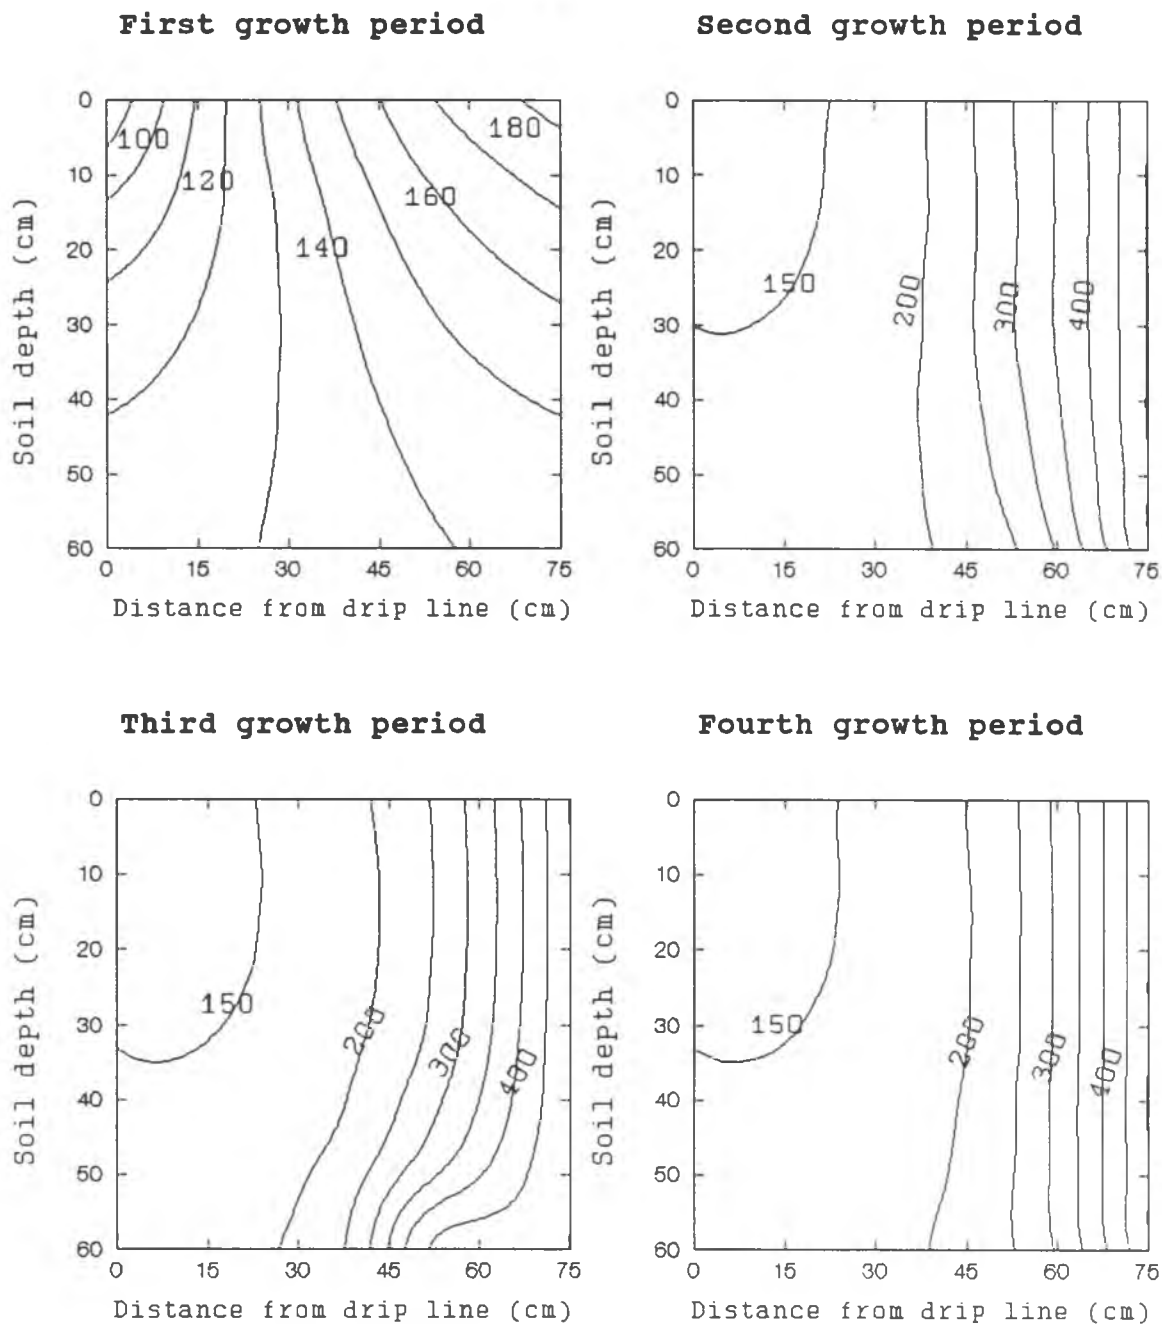 First growth period
0
10
20
30
40
50
60
0 15 30 45 60 75
100
120
140
160
180
Soil depth (cm)
Distance from drip line (cm)
Second growth period
0
10
20
30
40
50
60
0 15 30 45 60 75
150
200
300
400
Soil depth (cm)
Distance from drip line (cm)
Third growth period
0
10
20
30
40
50
60
0 15 30 45 60 75
150
200
300
400
Soil depth (cm)
Distance from drip line (cm)
Fourth growth period
0
10
20
30
40
50
60
0 15 30 45 60 75
150
200
300
400
Soil depth (cm)
Distance from drip line (cm)